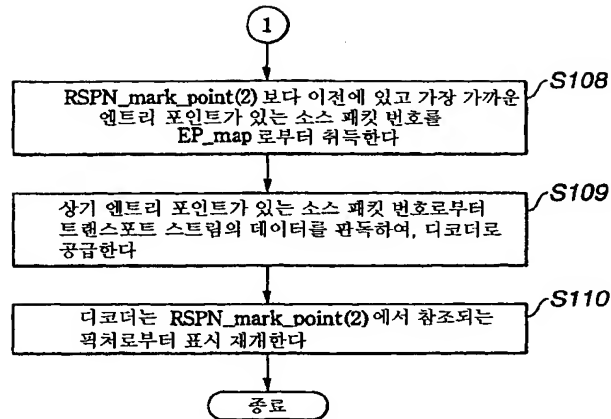 1
RSPN_mark_point(2) 보다 이전에 있고 가장 가까운
엔트리 포인트가 있는 소스 패킷 번호를
EP_map 로부터 취득한다
S108
상기 엔트리 포인트가 있는 소스 패킷 번호로부터
트랜스포트 스트림의 데이터를 판독하여, 디코더로
공급한다
S109
디코더는 RSPN_mark_point(2) 에서 참조되는
픽처로부터 표시 재개한다
S110
종료